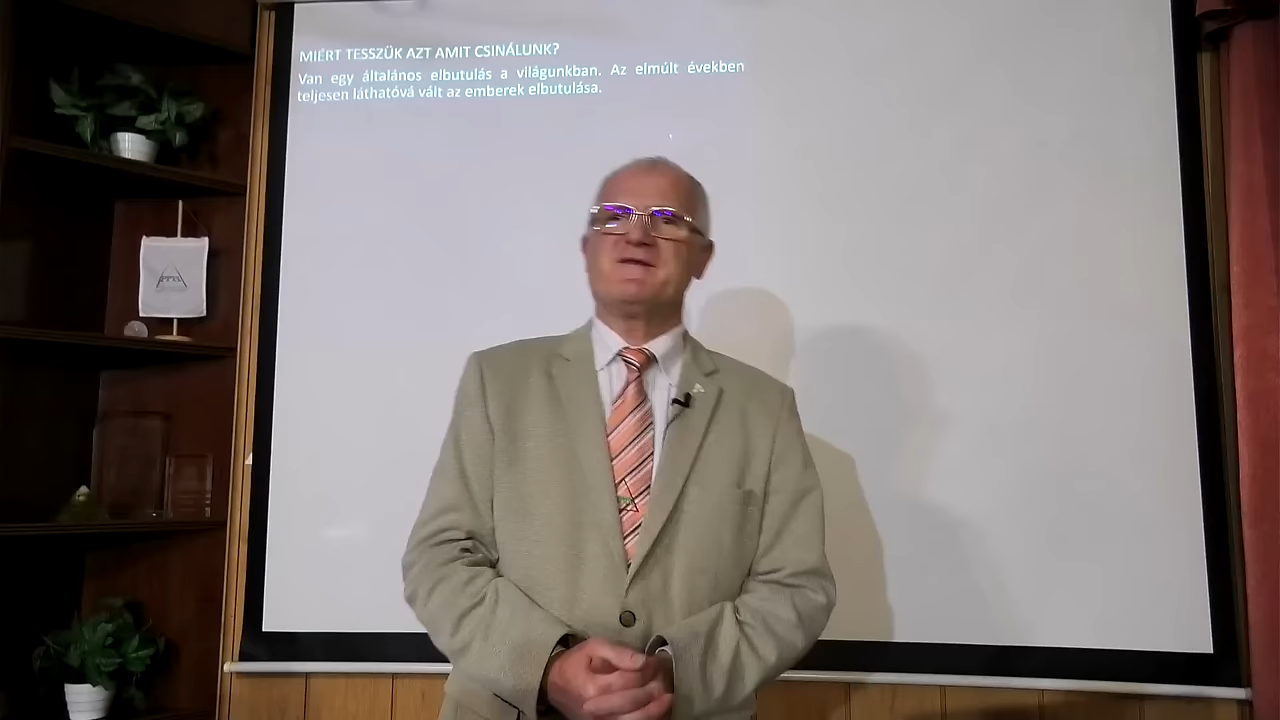 MIÉRT TESSZÜK AZT AMIT CSINÁLUNK?
Van egy általános elbutulás a világunkban. Az elmúlt években
teljesen láthatóvá vált az emberek elbutulása.